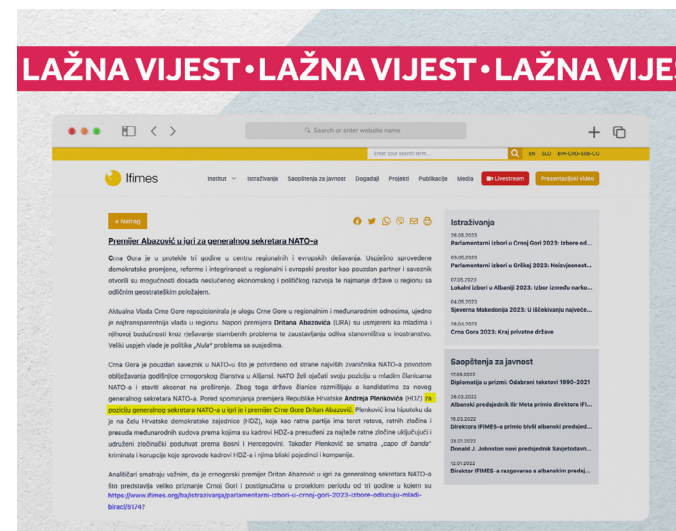 LAŽNA VIJEST • LAŽNA VIJEST • LAŽNA VIJES
Search or enter website name
Enter your search term...
EN SLO BIH-CRO-SRB-CG
Ifimes
Institut
Istraživanja
Saopštenja za javnost
Događaji
Projekti
Publikacije
Media
Livestream
Prezentacijski video
« Natrag
Premijer Abazović u igri za generalnog sekretara NATO-a
Crna Gora je u protekle tri godine u centru regionalnih i evropskih dešavanja. Uspješno sprovedene
demokratske promjene, reforme i integriranost u regionalni i evropski prostor kao pouzdan partner i saveznik
otvorili su mogućnosti dosada neslućenog ekonomskog i političkog razvoja te najmanje države u regionu sa
odličnim geostrateškim položajem.
Aktualna Vlada Crne Gore repozicionirala je ulogu Crne Gore u regionalnim i međunarodnim odnosima, ujedno
je najtransparentnija vlada u regionu. Napori premijera Dritana Abazovića (URA) su usmjereni ka mladima i
njihovoj budućnosti kroz rješavanje stambenih problema te zaustavljanju odliva stanovništva u inostranstvo.
Veliki uspjeh vlade je politika „Nula“ problema sa susjedima.
Crna Gora je pouzdan saveznik u NATO-u što je potvrđeno od strane najviših zvaničnika NATO-a povodom
obilježavanja godišnjice crnogorskog članstva u Alijansi. NATO želi ojačati svoju poziciju u mladim članicama
NATO-a i staviti akcenat na proširenje. Zbog toga države članice razmišljaju o kandidatima za novog
generalnog sekretara NATO-a. Pored spominjanja premijera Republike Hrvatske Andreja Plenkovića (HDZ) za
poziciju generalnog sekretara NATO-a u igri je i premijer Crne Gore Dritan Abazović. Plenković ima hipoteku da
je na čelu Hrvatske demokratske zajednice (HDZ), koja kao ratna partija ima teret ratova, ratnih zločina i
presuda međunarodnih sudova prema kojima su kadrovi HDZ-a presuđeni za najteže ratne zločine uključujući i
udruženi zločinački poduhvat prema Bosni i Hercegovini. Također Plenković se smatra „capo di banda“
kriminala i korupcije koje sprovode kadrovi HDZ-a i njima bliski pojedinci i kompanije.
Analitičari smatraju važnim, da je crnogorski premijer Dritan Abazović u igri za generalnog sekretara NATO-a
što predstavlja veliko priznanje Crnoj Gori i postignućima u proteklom periodu od tri godine u kojem su
https://www.ifimes.org/ba/istrazivanja/parlamentarni-izbori-u-crnoj-gori-2023-izbore-odlucuju-mladi-
biraci/5174?
Istraživanja
Parlamentarni izbori u Crnoj Gori 2023: Izbore od...
Parlamentarni izbori u Grčkoj 2023: Neizvjesnost...
07.05.2023
Lokalni izbori u Albaniji 2023: Izbor između narko...
04.05.2023
Sjeverna Makedonija 2023: U iščekivanju najveće...
Crna Gora 2023: Kraj privatne države
Saopštenja za javnost
Diplomatija u prizmi: Odabrani tekstovi 1990-2021
Albanski predsjednik Ilir Meta primio direktora IFI...
Direktora IFIMES-a primio bivši albanski predsjed...
Donald J. Johnston novi predsjednik Savjetodavn...
12.01.2022
Direktor IFIMES-a razgovarao s albanskim predsj...